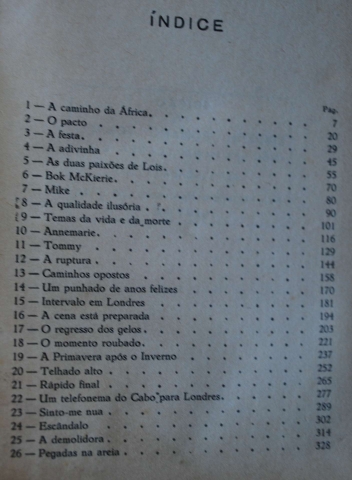 ÍNDICE
Pag.
1 — A caminho da África. . . . . . 7
2 — O pacto . . . . . . 20
3 — A festa. . . . . . 29
4 — A adivinha . . . . . . 45
5 — As duas paixões de Lois. . . . . . 55
6 — Bok McKierie. . . . . . 70
7 — Mike . . . . . . 80
8 — A qualidade ilusória . . . . . . 90
9 — Temas da vida e da morte . . . . . . 101
10 — Annemarie. . . . . . 116
11 — Tommy . . . . . . 129
12 — A ruptura . . . . . . 144
13 — Caminhos opostos . . . . . . 158
14 — Um punhado de anos felizes . . . . . . 170
15 — Intervalo em Londres . . . . . . 181
16 — A cena está preparada . . . . . . 194
17 — O regresso dos gelos. . . . . . 203
18 — O momento roubado. . . . . . 221
19 — A Primavera após o Inverno . . . . . . 237
20 — Telhado alto . . . . . . 252
21 — Rápido final . . . . . . 265
22 — Um telefonema do Cabo para Londres. . . . . . 277
23 — Sinto-me nua . . . . . . 289
24 — Escândalo . . . . . . 302
25 — A demolidora . . . . . . 314
26 — Pegadas na areia . . . . . . 328